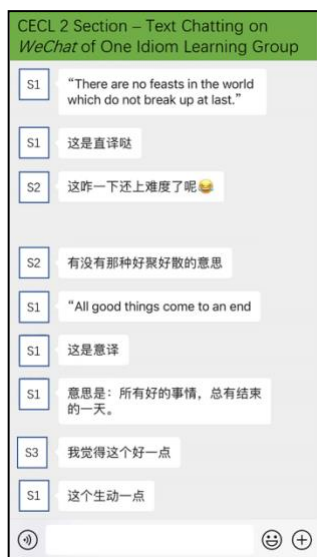 CECL 2 Section – Text Chatting on
WeChat of One Idiom Learning Group
S1
“There are no feasts in the world
which do not break up at last.”
S1
这是直译哒
S2
这咋一下还上难度了呢😂
S2
有没有那种好聚好散的意思
S1
“All good things come to an end
S1
这是意译
S1
意思是：所有好的事情，总有结束
的一天。
S3
我觉得这个好一点
S1
这个生动一点